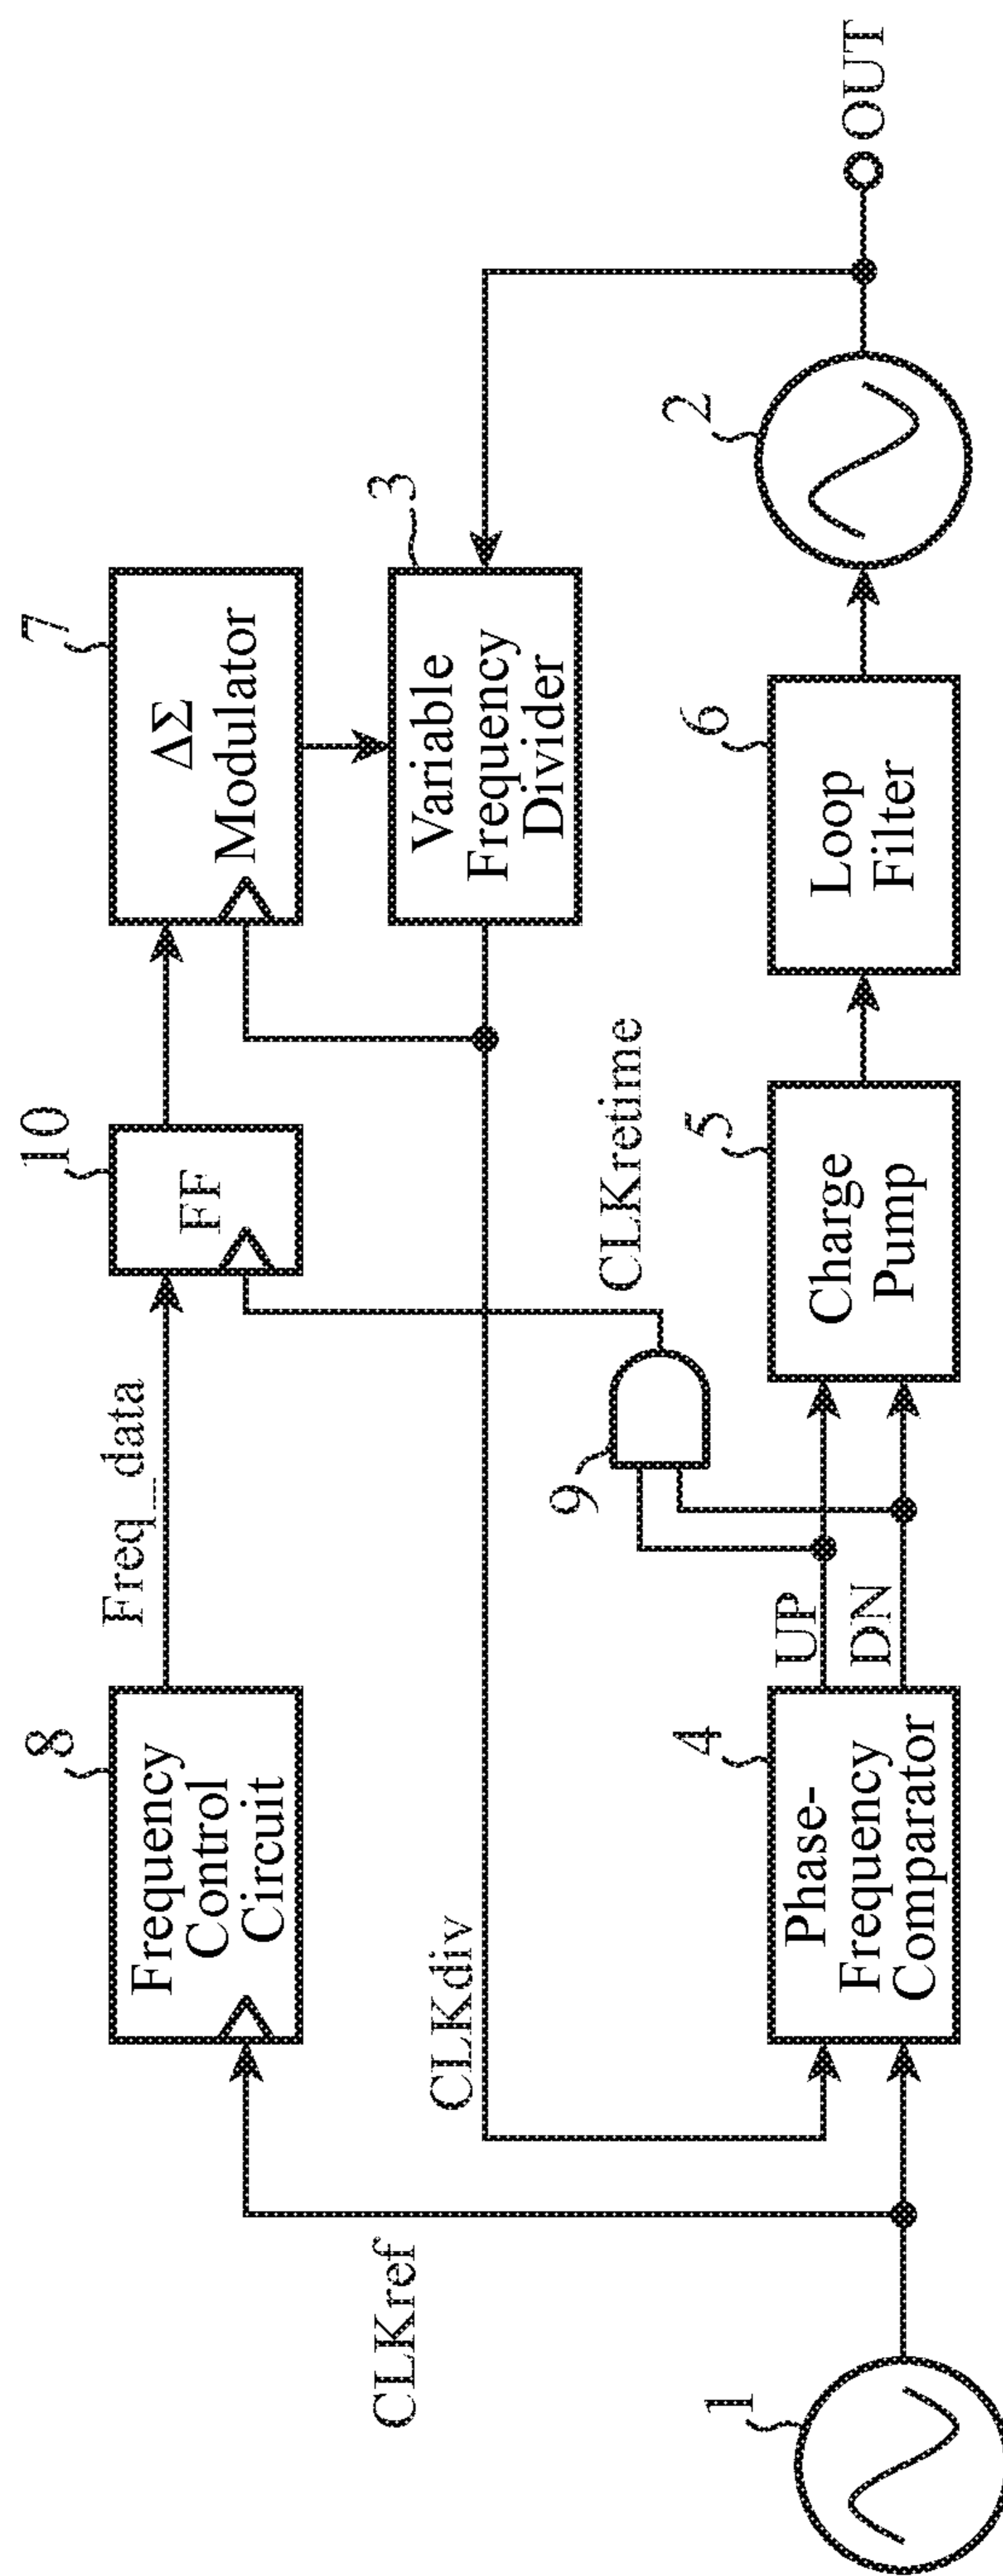 8
Frequency
Control
Circuit
Freq_data
10
FF
7
ΔΣ
Modulator
CLKref
CLKdiv
3
Variable
Frequency
Divider
9
CLKretime
1
4
Phase-
Frequency
Comparator
UP
DN
5
Charge
Pump
6
Loop
Filter
2
OUT